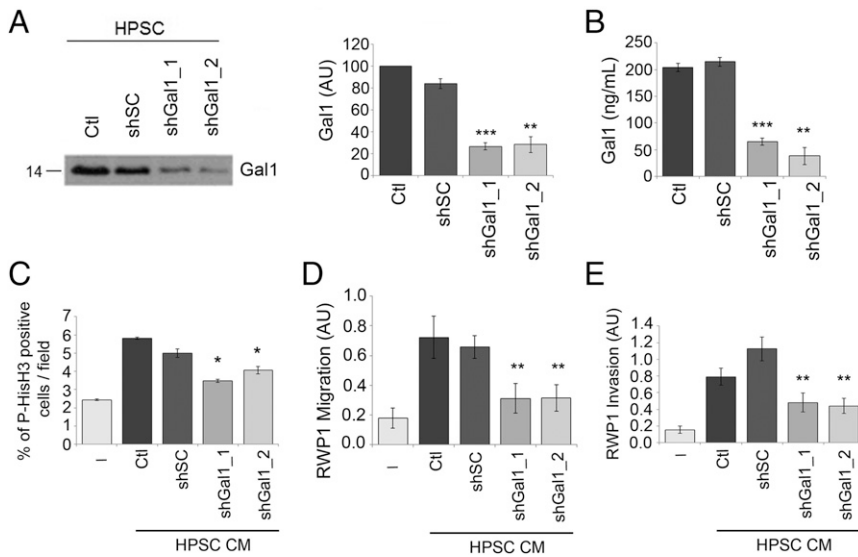 A
HPSC
Ctl
shSC
shGal1_1
shGal1_2
14
Gal1
Gal1 (AU)
120
100
80
60
40
20
0
***
**
Ctl
shSC
shGal1_1
shGal1_2
B
Gal1 (ng/mL)
250
200
150
100
50
0
***
**
Ctl
shSC
shGal1_1
shGal1_2
C
% of P-HisH3 positive
cells / field
7
6
5
4
3
2
1
0
*
*
–
Ctl
shSC
shGal1_1
shGal1_2
HPSC CM
D
RWP1 Migration (AU)
1.0
0.8
0.6
0.4
0.2
0.0
**
**
–
Ctl
shSC
shGal1_1
shGal1_2
HPSC CM
E
RWP1 Invasion (AU)
1.4
1.2
1.0
0.8
0.6
0.4
0.2
0.0
**
**
–
Ctl
shSC
shGal1_1
shGal1_2
HPSC CM